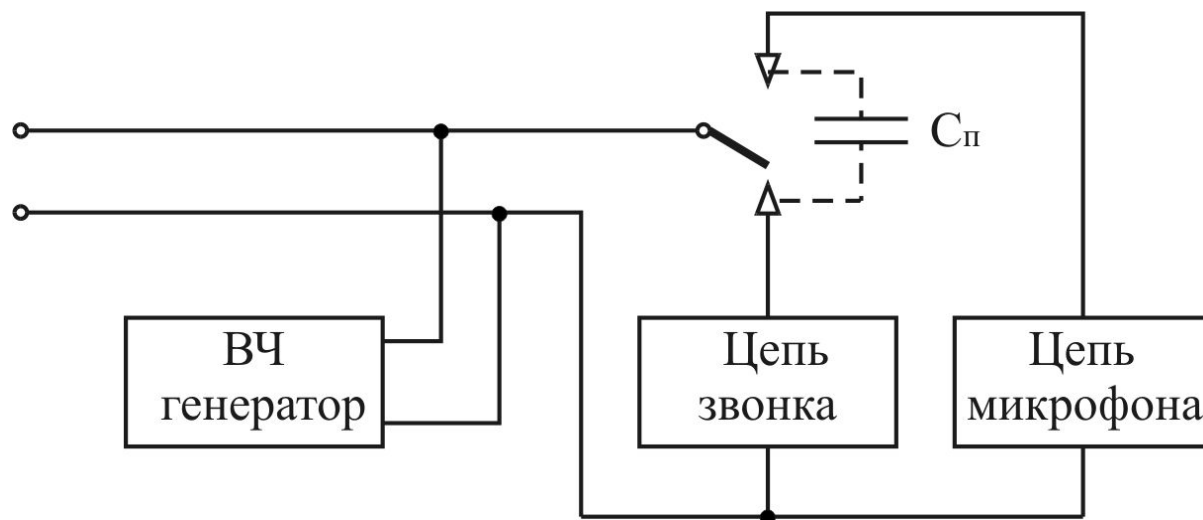 Сп
ВЧ
генератор
Цепь
звонка
Цепь
микрофона